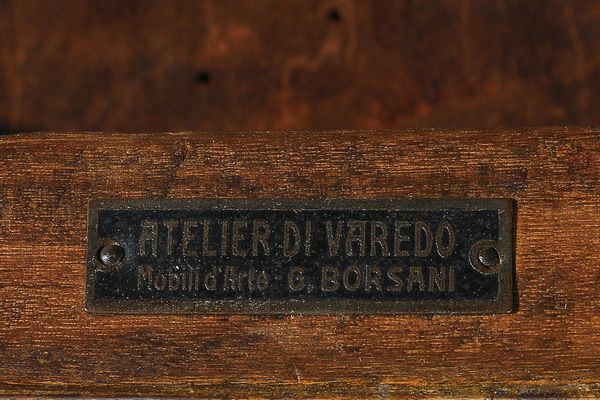 ATELIER DI VAREDO
Mobili d'Arte G. BORSANI